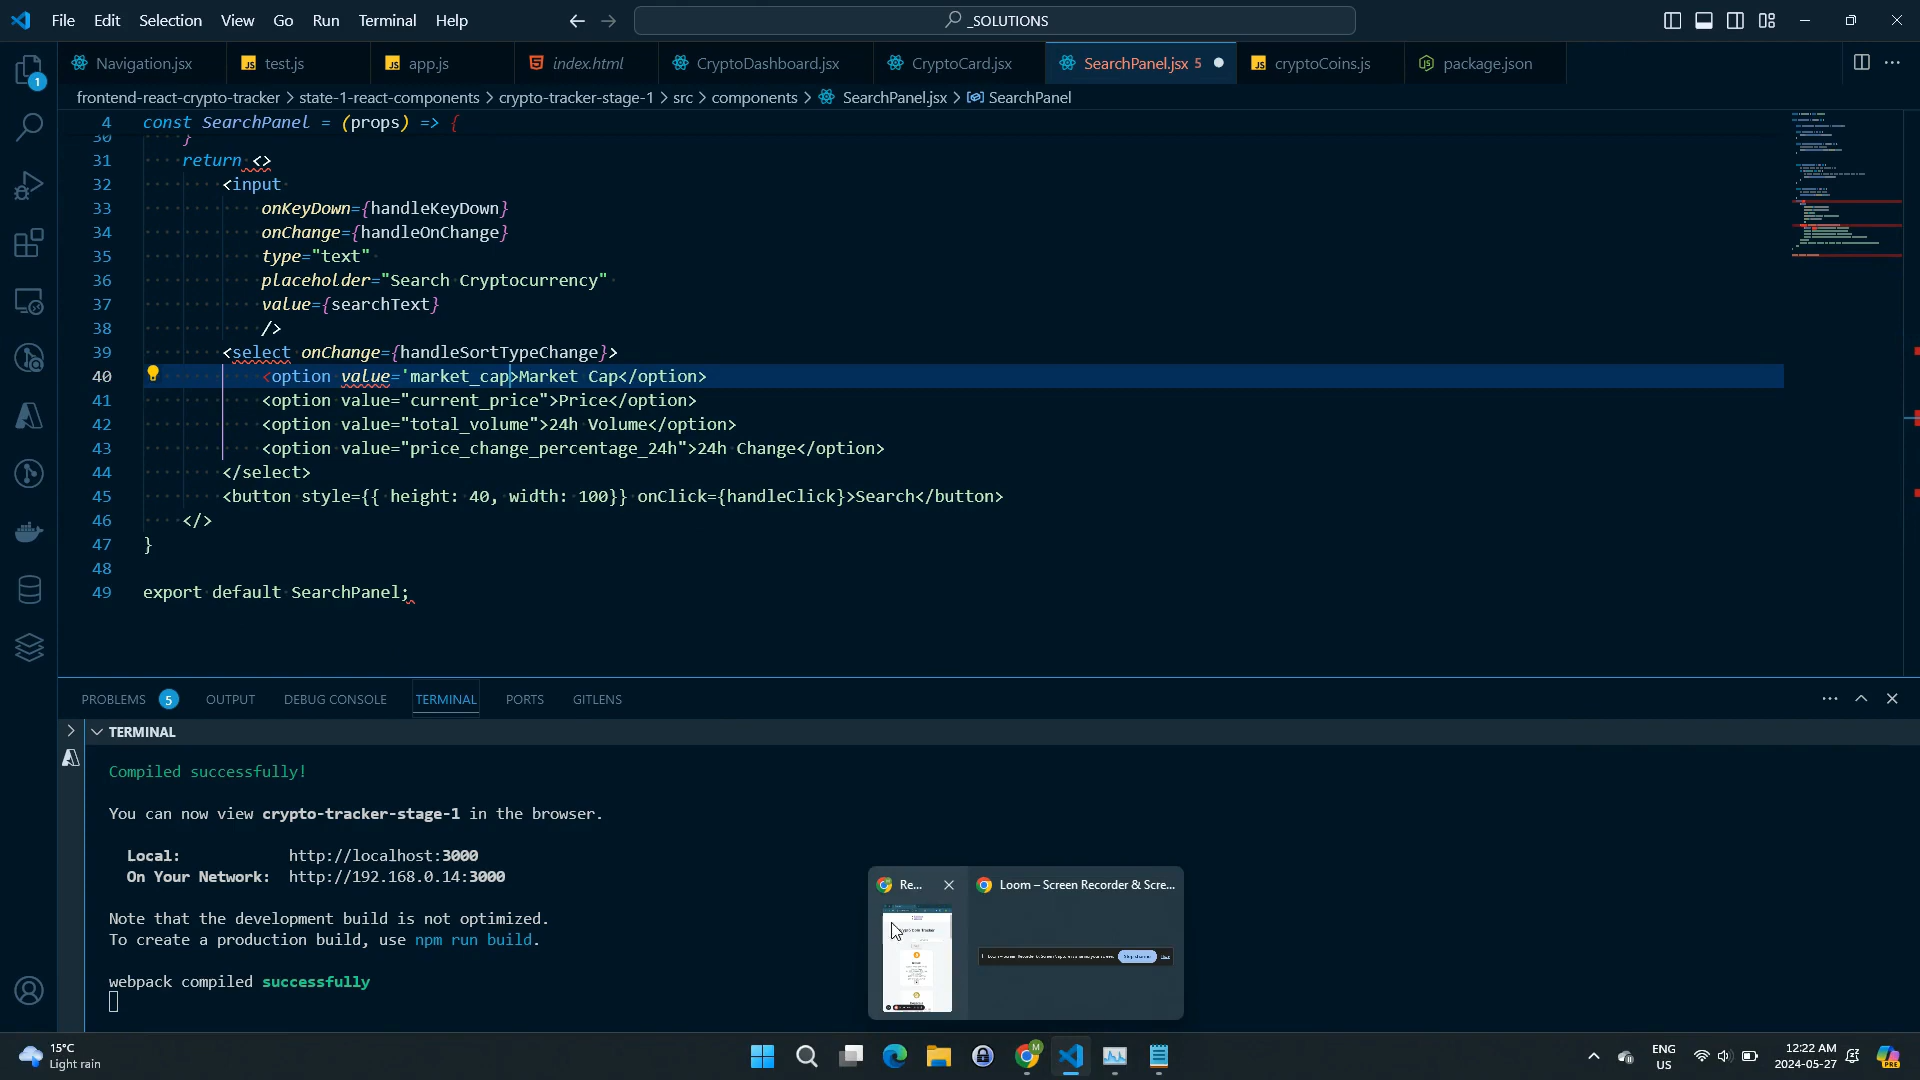 File Edit Selection View Go Run Terminal Help _SOLUTIONS
Navigation.jsx test.js app.js index.html CryptoDashboard.jsx CryptoCard.jsx SearchPanel.jsx 5 cryptoCoins.js package.json
frontend-react-crypto-tracker > state-1-react-components > crypto-tracker-stage-1 > src > components > SearchPanel.jsx > SearchPanel
4 const SearchPanel = (props) => {
30 }
31 return <>
32 <input
33 onKeyDown={handleKeyDown}
34 onChange={handleOnChange}
35 type="text"
36 placeholder="Search Cryptocurrency"
37 value={searchText}
38 />
39 <select onChange={handleSortTypeChange}>
40 <option value='market_cap>Market Cap</option>
41 <option value="current_price">Price</option>
42 <option value="total_volume">24h Volume</option>
43 <option value="price_change_percentage_24h">24h Change</option>
44 </select>
45 <button style={{ height: 40, width: 100}} onClick={handleClick}>Search</button>
46 </>
47 }
48
49 export default SearchPanel;
PROBLEMS 5 OUTPUT DEBUG CONSOLE TERMINAL PORTS GITLENS
TERMINAL
Compiled successfully!
You can now view crypto-tracker-stage-1 in the browser.
Local: http://localhost:3000
On Your Network: http://192.168.0.14:3000
Note that the development build is not optimized.
To create a production build, use npm run build.
webpack compiled successfully
Re... Loom – Screen Recorder & Scre...
15°C
Light rain
ENG
US
12:22 AM
2024-05-27